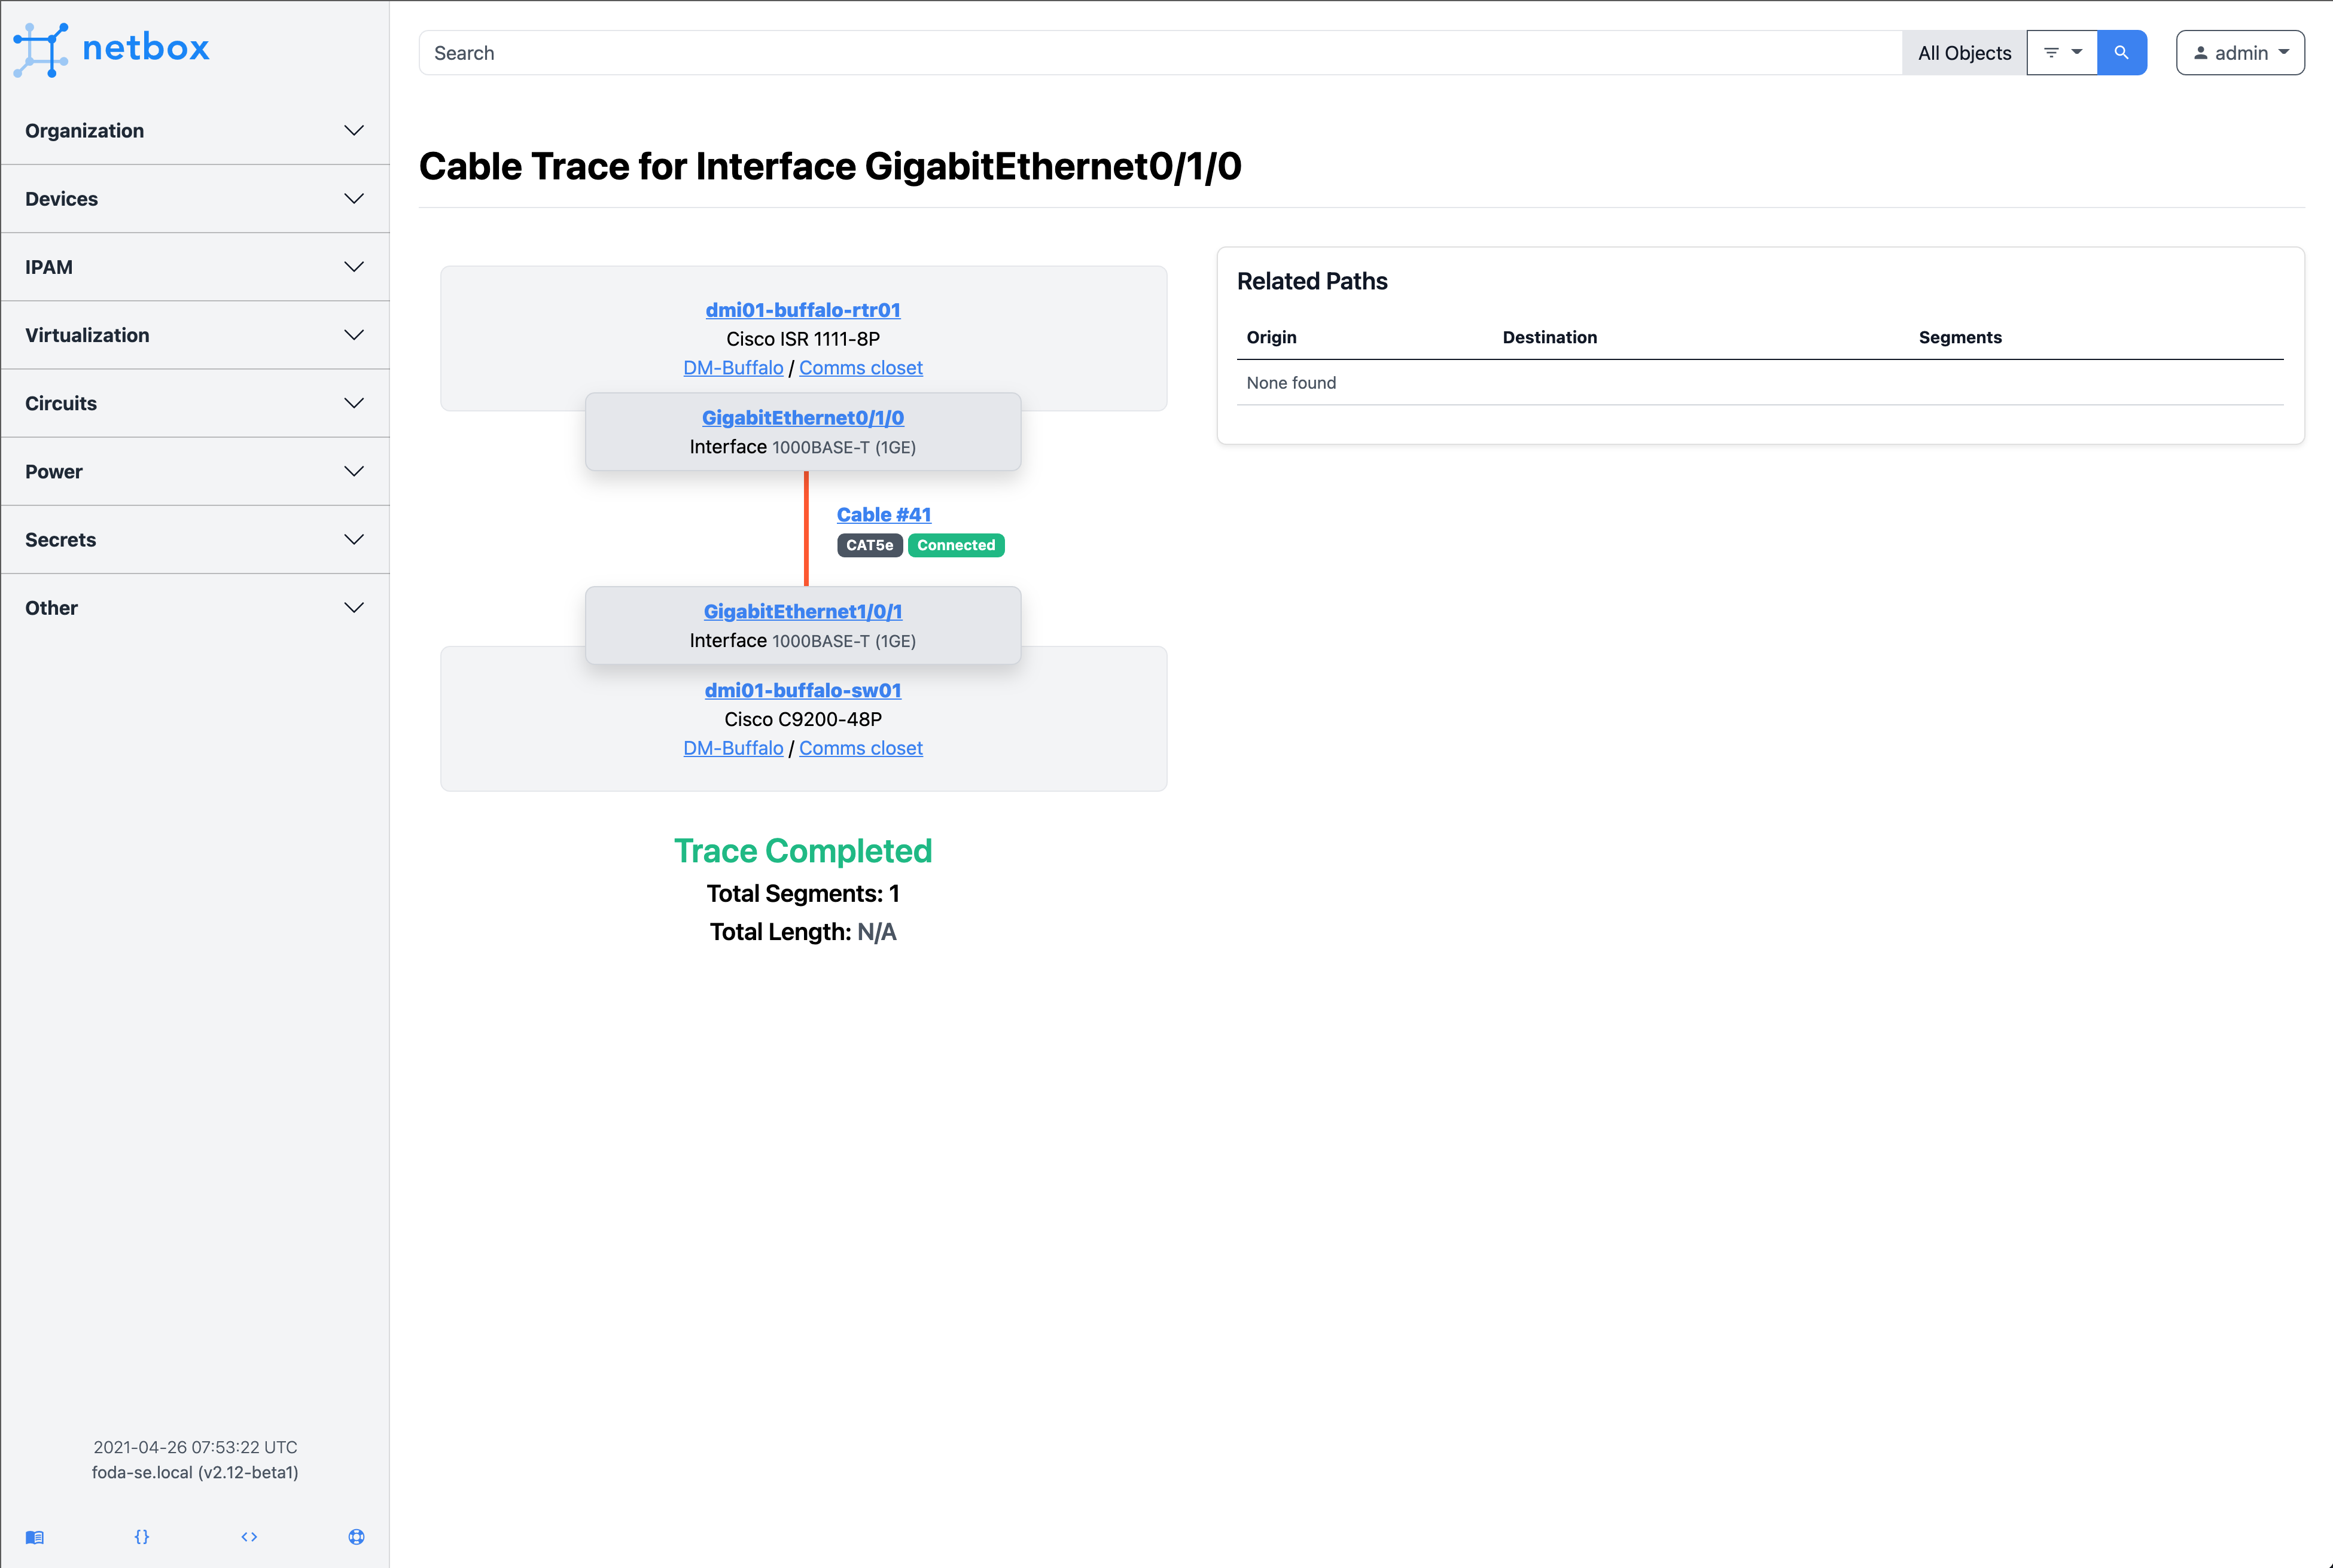 netbox
Organization
Devices
IPAM
Virtualization
Circuits
Power
Secrets
Other
2021-04-26 07:53:22 UTC
foda-se.local (v2.12-beta1)
Search
All Objects
admin
Cable Trace for Interface GigabitEthernet0/1/0
dmi01-buffalo-rtr01
Cisco ISR 1111-8P
DM-Buffalo / Comms closet
GigabitEthernet0/1/0
Interface 1000BASE-T (1GE)
Cable #41
CAT5e Connected
GigabitEthernet1/0/1
Interface 1000BASE-T (1GE)
dmi01-buffalo-sw01
Cisco C9200-48P
DM-Buffalo / Comms closet
Trace Completed
Total Segments: 1
Total Length: N/A
Related Paths
Origin Destination Segments
None found